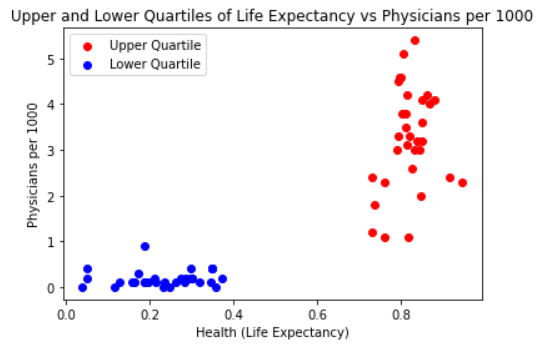 Upper and Lower Quartiles of Life Expectancy vs Physicians per 1000
Upper Quartile
Lower Quartile
5
4
3
2
1
0
Physicians per 1000
0.0 0.2 0.4 0.6 0.8
Health (Life Expectancy)